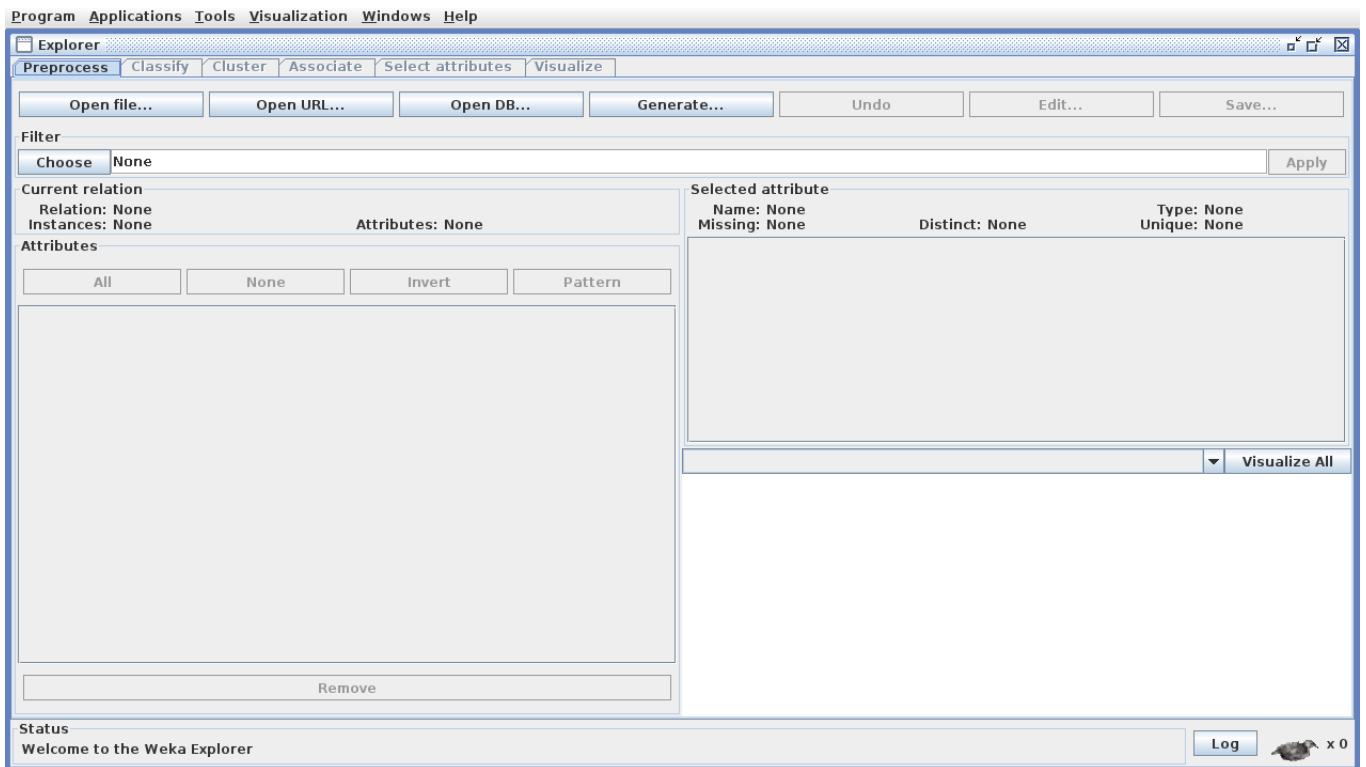 Program Applications Tools Visualization Windows Help
Explorer
Preprocess Classify Cluster Associate Select attributes Visualize
Open file... Open URL... Open DB... Generate... Undo Edit... Save...
Filter
Choose None Apply
Current relation
Relation: None
Instances: None Attributes: None
Selected attribute
Name: None Type: None
Missing: None Distinct: None Unique: None
Attributes
All None Invert Pattern
Visualize All
Remove
Status
Welcome to the Weka Explorer
Log x 0